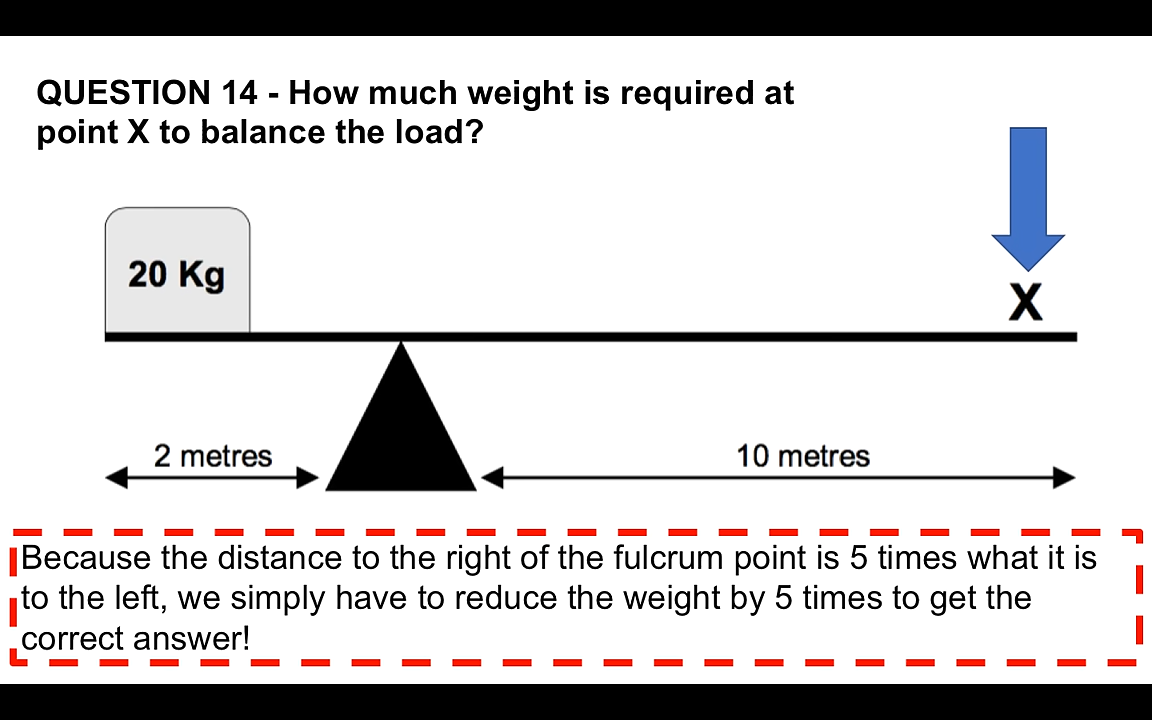 QUESTION 14 - How much weight is required at
point X to balance the load?
20 Kg
X
2 metres
10 metres
Because the distance to the right of the fulcrum point is 5 times what it is
to the left, we simply have to reduce the weight by 5 times to get the
correct answer!